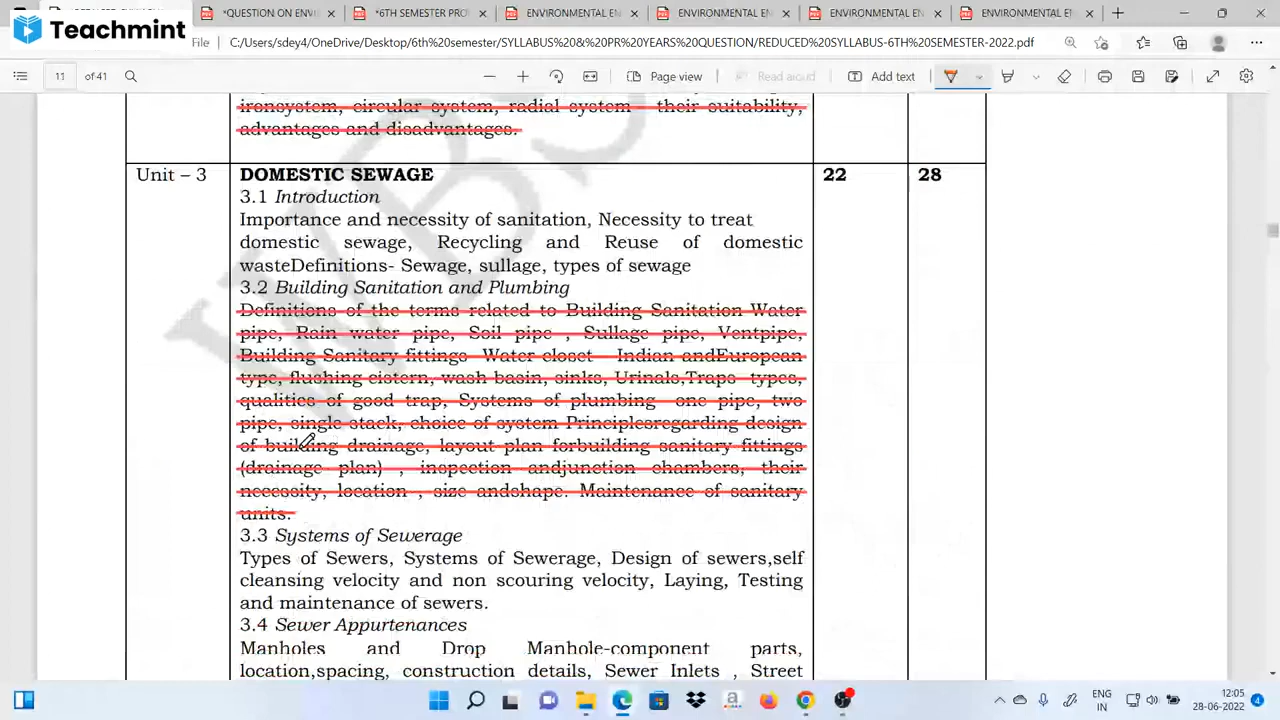 Teachmint
*QUESTION ON ENVI
*6TH SEMESTER BRO
ENVIRONMENTAL EN
ENVIRONMENTA
File
C:/Users/sdey4/OneDrive/Desktop/6th%20semester/SYLLABUS%20&%20PR%20YEARS%20QUESTION/REDUCED%20SYLLABUS-6TH%20SEMESTER-2022.pdf
11 of 41
Page view
Read aloud
Add text
ironsystem, circular system, radial system their suitability,
advantages and disadvantages.
Unit – 3
DOMESTIC SEWAGE
22
28
3.1 Introduction
Importance and necessity of sanitation, Necessity to treat
domestic sewage, Recycling and Reuse of domestic
wasteDefinitions- Sewage, sullage, types of sewage
3.2 Building Sanitation and Plumbing
Definitions of the terms related to Building Sanitation Water
pipe, Rain water pipe, Soil pipe , Sullage pipe, Ventpipe,
Building Sanitary fittings Water closet Indian andEuropean
type, flushing cistern, wash basin, sinks, Urinals,Traps types,
qualities of good trap, Systems of plumbing one pipe, two
pipe, single stack, choice of system Principlesregarding design
of building drainage, layout plan forbuilding sanitary fittings
(drainage plan) , inspection andjunction chambers, their
necessity, location , size andshape. Maintenance of sanitary
units.
3.3 Systems of Sewerage
Types of Sewers, Systems of Sewerage, Design of sewers,self
cleansing velocity and non scouring velocity, Laying, Testing
and maintenance of sewers.
3.4 Sewer Appurtenances
Manholes and Drop Manhole-component parts,
location,spacing, construction details, Sewer Inlets , Street
ENG
IN
12:05
28-06-2022
4